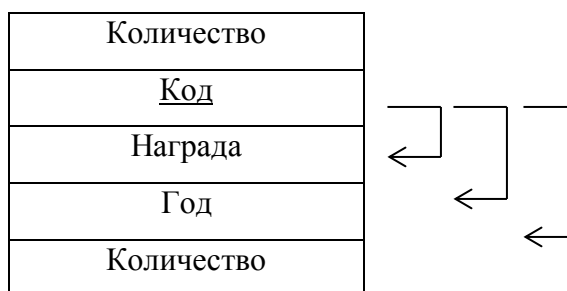 Количество
Код
Награда
Год
Количество